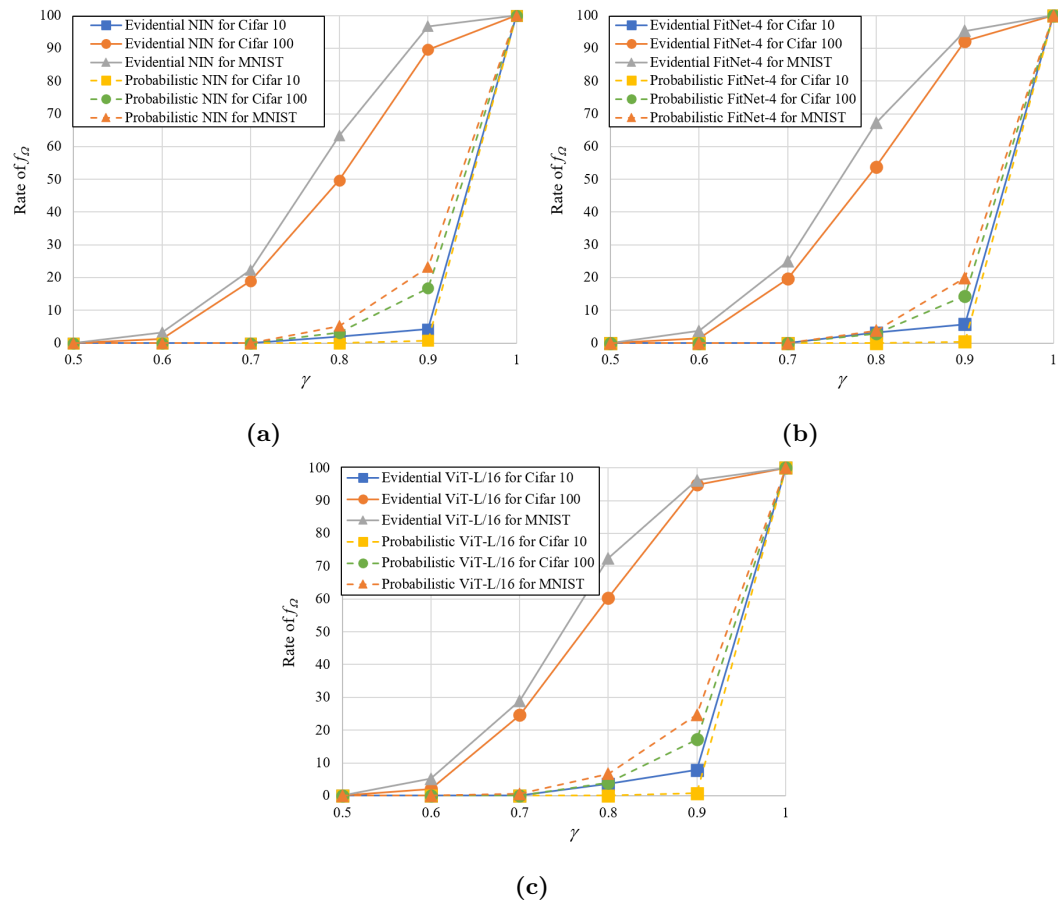 Evidential NIN for Cifar 10
Evidential NIN for Cifar 100
Evidential NIN for MNIST
Probabilistic NIN for Cifar 10
Probabilistic NIN for Cifar 100
Probabilistic NIN for MNIST
100
90
80
70
60
50
40
30
20
10
0
Rate of fΩ
0.5 0.6 0.7 0.8 0.9 1
γ
(a)
Evidential FitNet-4 for Cifar 10
Evidential FitNet-4 for Cifar 100
Evidential FitNet-4 for MNIST
Probabilistic FitNet-4 for Cifar 10
Probabilistic FitNet-4 for Cifar 100
Probabilistic FitNet-4 for MNIST
100
90
80
70
60
50
40
30
20
10
0
Rate of fΩ
0.5 0.6 0.7 0.8 0.9 1
γ
(b)
Evidential ViT-L/16 for Cifar 10
Evidential ViT-L/16 for Cifar 100
Evidential ViT-L/16 for MNIST
Probabilistic ViT-L/16 for Cifar 10
Probabilistic ViT-L/16 for Cifar 100
Probabilistic ViT-L/16 for MNIST
100
90
80
70
60
50
40
30
20
10
0
Rate of fΩ
0.5 0.6 0.7 0.8 0.9 1
γ
(c)